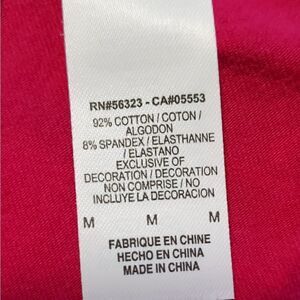 RN#56323 - CA#05553
92% COTTON / COTON /
ALGODON
8% SPANDEX / ELASTHANNE
/ ELASTANO
EXCLUSIVE OF
DECORATION / DECORATION
NON COMPRISE / NO
INCLUYE LA DECORACION
M M M
FABRIQUE EN CHINE
HECHO EN CHINA
MADE IN CHINA